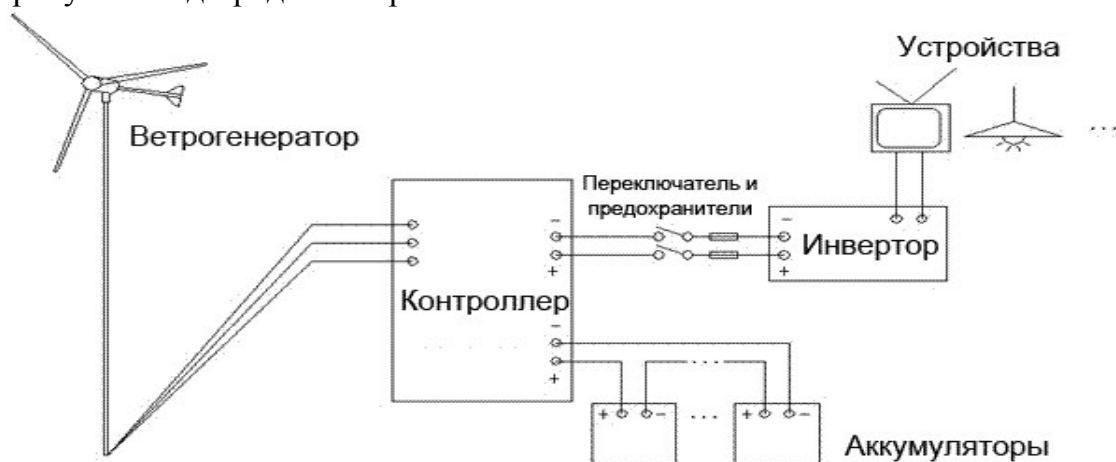 Устройства
Ветрогенератор
...
Переключатель и
предохранители
−
+
−
+
Инвертор
Контроллер
−
+
...
+ − ... + −
Аккумуляторы